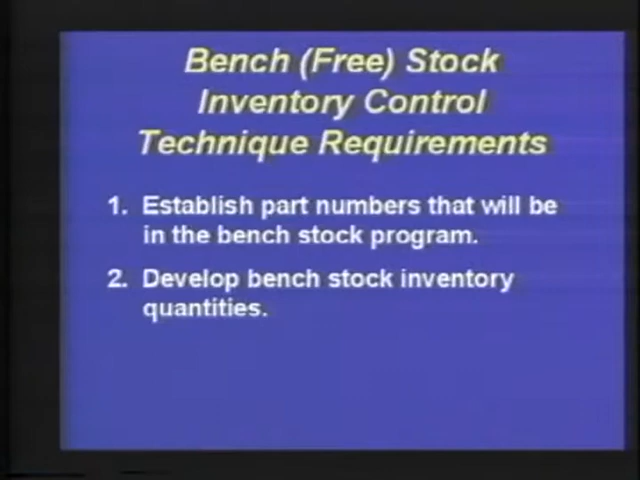 Bench (Free) Stock
Inventory Control
Technique Requirements
1. Establish part numbers that will be
in the bench stock program.
2. Develop bench stock inventory
quantities.